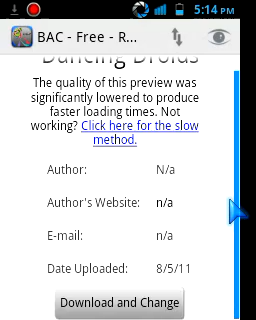 5:14 PM
BAC - Free - R...
Dancing Droids
The quality of this preview was
significantly lowered to produce
faster loading times. Not
working? Click here for the slow
method.
Author: N/a
Author's Website: n/a
E-mail: n/a
Date Uploaded: 8/5/11
Download and Change